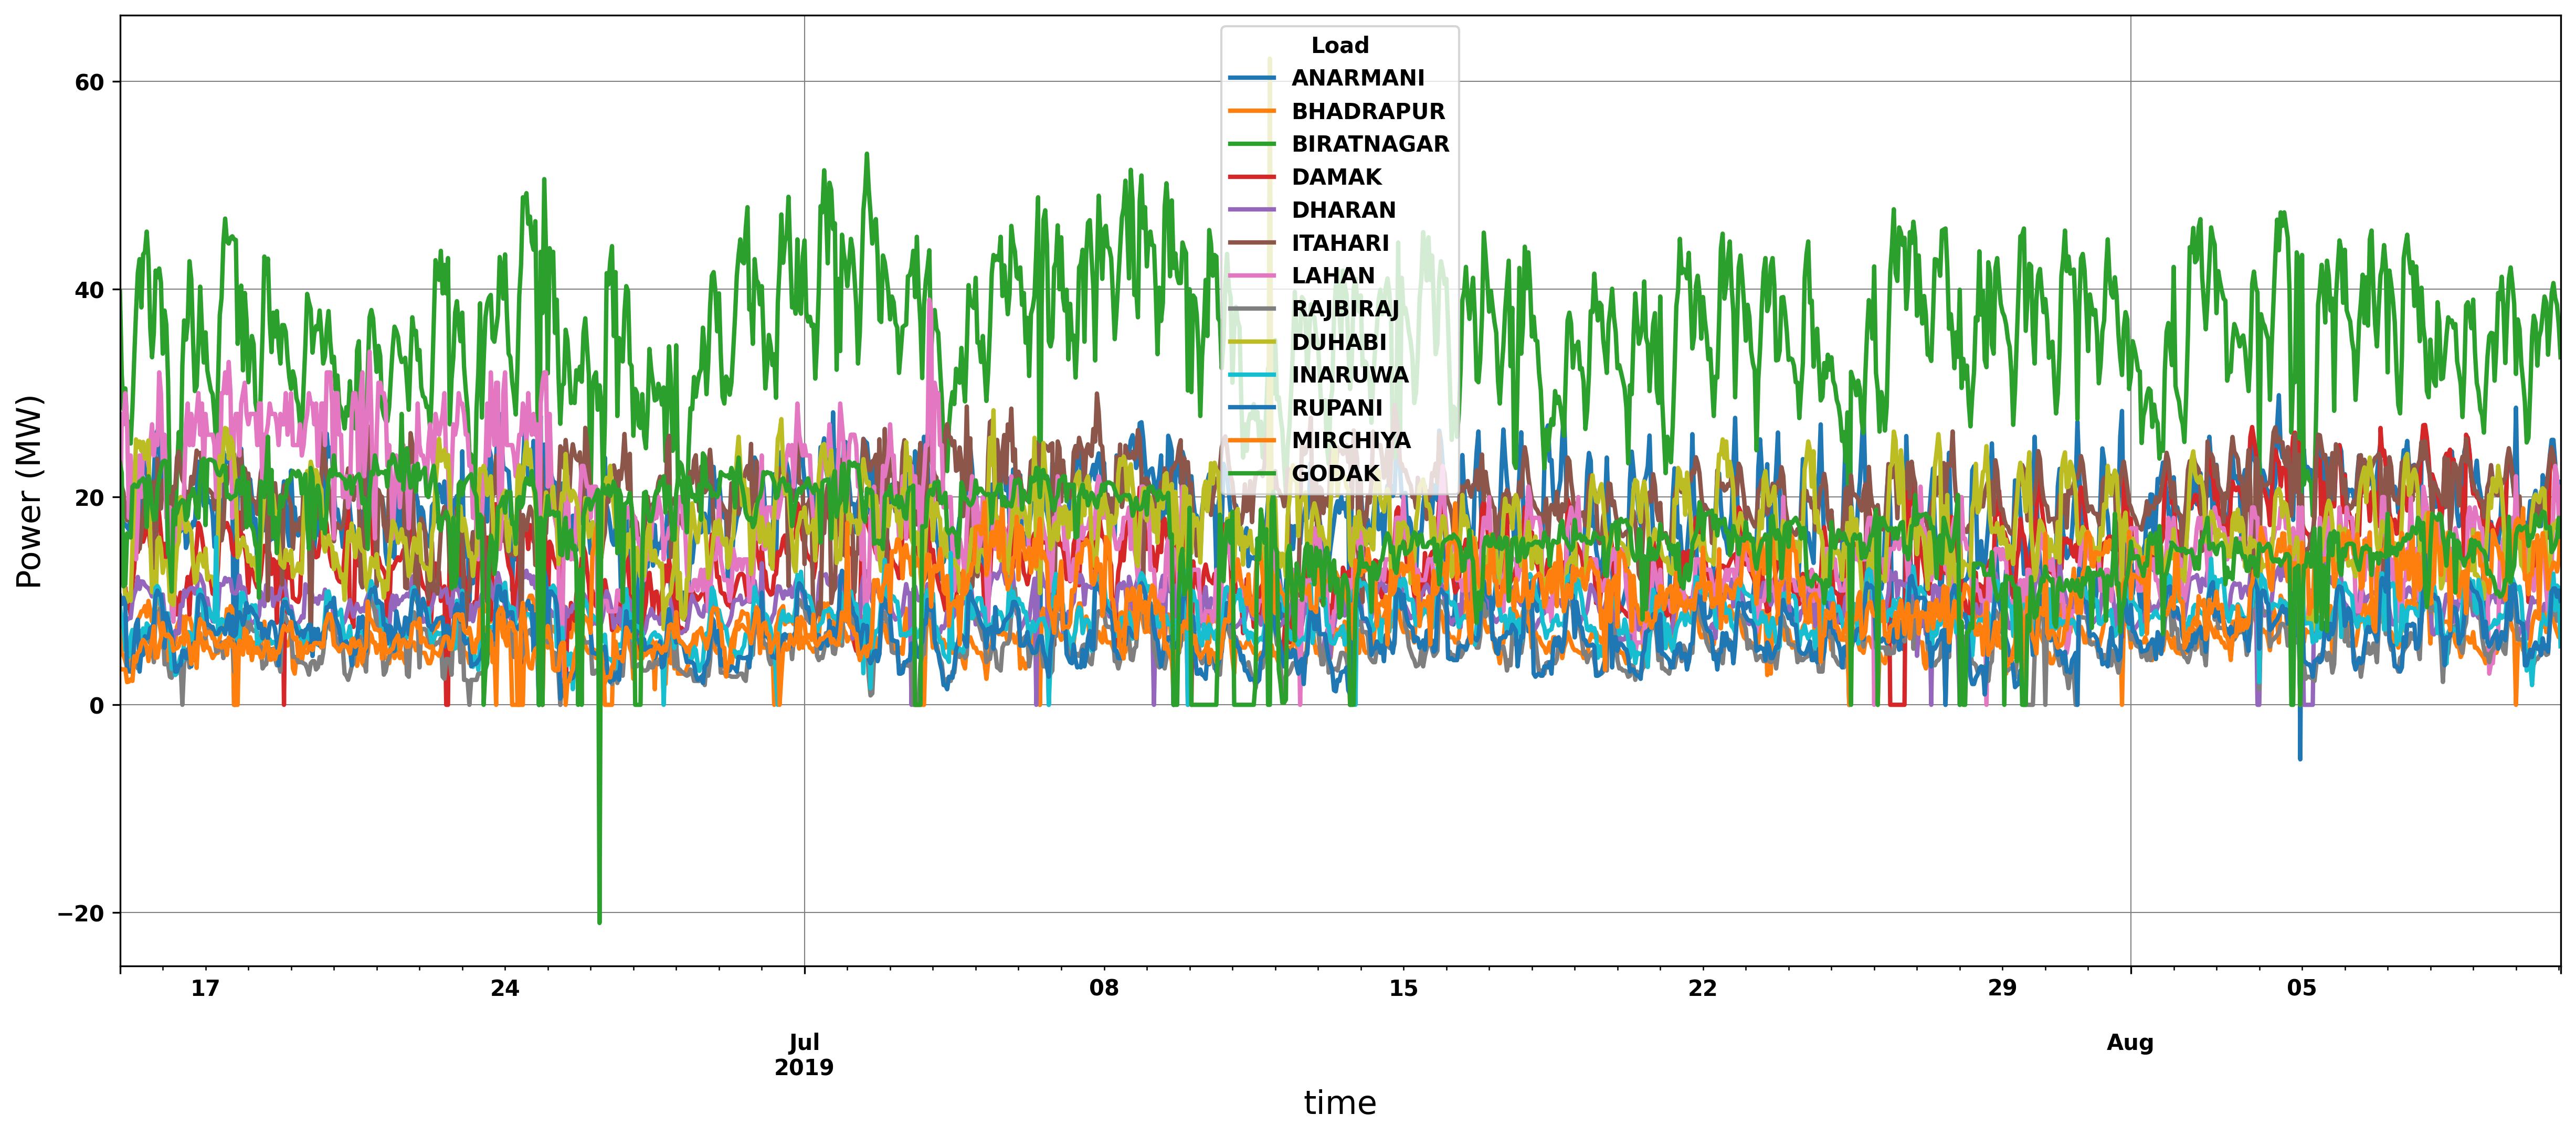 Load
ANARMANI
BHADRAPUR
BIRATNAGAR
DAMAK
DHARAN
ITAHARI
LAHAN
RAJBIRAJ
DUHABI
INARUWA
RUPANI
MIRCHIYA
GODAK
Power (MW)
60
40
20
0
−20
17
24
08
15
22
29
05
Jul
Aug
2019
time